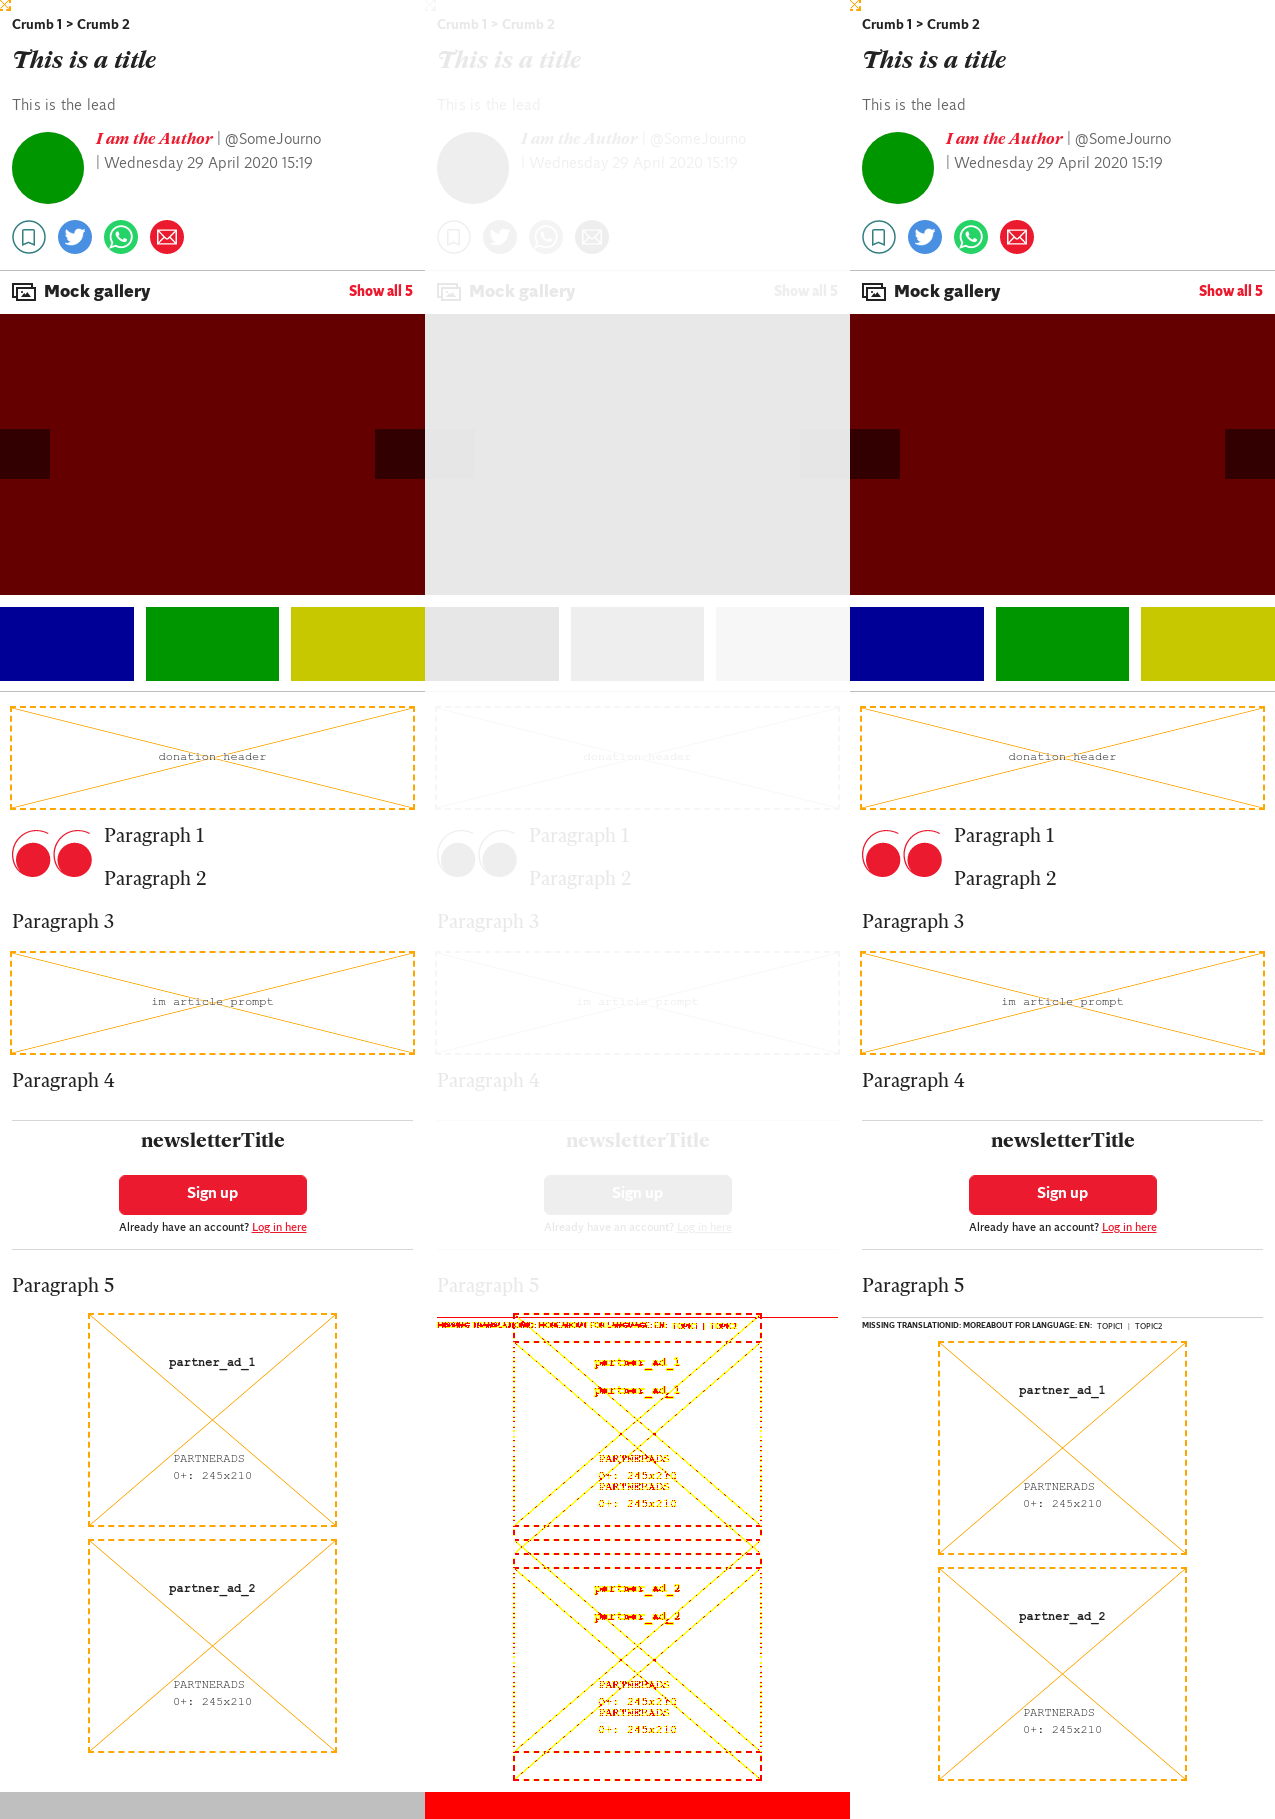 Crumb 1 > Crumb 2
This is a title
This is the lead
I am the Author | @SomeJourno
| Wednesday 29 April 2020 15:19
Mock gallery
Show all 5
donation header
Paragraph 1
Paragraph 2
Paragraph 3
im article prompt
Paragraph 4
newsletterTitle
Sign up
Already have an account? Log in here
Paragraph 5
partner_ad_1
PARTNERADS
0+: 245x210
partner_ad_2
PARTNERADS
0+: 245x210
Crumb 1 > Crumb 2
This is a title
This is the lead
I am the Author | @SomeJourno
| Wednesday 29 April 2020 15:19
Mock gallery
Show all 5
donation header
Paragraph 1
Paragraph 2
Paragraph 3
im article prompt
Paragraph 4
newsletterTitle
Sign up
Already have an account? Log in here
Paragraph 5
MISSING TRANSLATIONID: MOREABOUT FOR LANGUAGE: EN: TOPIC1 | TOPIC2
partner_ad_1
partner_ad_1
PARTNERADS
0+: 245x210
PARTNERADS
0+: 245x210
partner_ad_2
partner_ad_2
PARTNERADS
0+: 245x210
PARTNERADS
0+: 245x210
Crumb 1 > Crumb 2
This is a title
This is the lead
I am the Author | @SomeJourno
| Wednesday 29 April 2020 15:19
Mock gallery
Show all 5
donation header
Paragraph 1
Paragraph 2
Paragraph 3
im article prompt
Paragraph 4
newsletterTitle
Sign up
Already have an account? Log in here
Paragraph 5
MISSING TRANSLATIONID: MOREABOUT FOR LANGUAGE: EN: TOPIC1 | TOPIC2
partner_ad_1
PARTNERADS
0+: 245x210
partner_ad_2
PARTNERADS
0+: 245x210